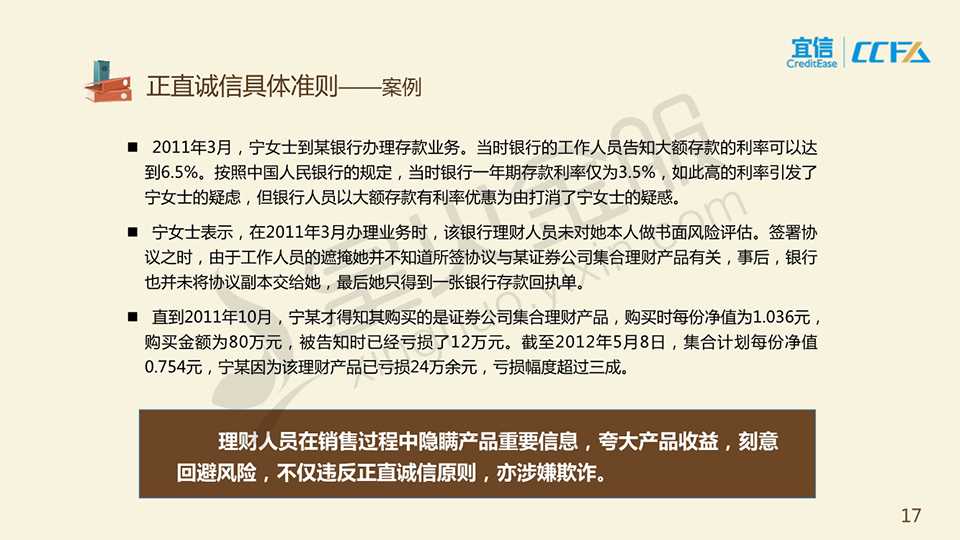 宜信
CreditEase
CCFA
正直诚信具体准则——案例
■ 2011年3月，宁女士到某银行办理存款业务。当时银行的工作人员告知大额存款的利率可以达
到6.5%。按照中国人民银行的规定，当时银行一年期存款利率仅为3.5%，如此高的利率引发了
宁女士的疑虑，但银行人员以大额存款有利率优惠为由打消了宁女士的疑惑。
■ 宁女士表示，在2011年3月办理业务时，该银行理财人员未对她本人做书面风险评估。签署协
议之时，由于工作人员的遮掩她并不知道所签协议与某证券公司集合理财产品有关，事后，银行
也并未将协议副本交给她，最后她只得到一张银行存款回执单。
■ 直到2011年10月，宁某才得知其购买的是证券公司集合理财产品，购买时每份净值为1.036元，
购买金额为80万元，被告知时已经亏损了12万元。截至2012年5月8日，集合计划每份净值
0.754元，宁某因为该理财产品已亏损24万余元，亏损幅度超过三成。
理财人员在销售过程中隐瞒产品重要信息，夸大产品收益，刻意
回避风险，不仅违反正直诚信原则，亦涉嫌欺诈。
17
星火金服
xinghuo.yixin.com